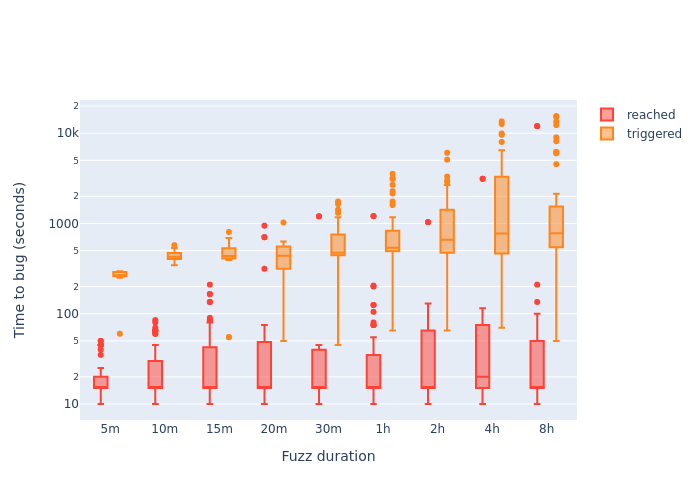 reached
triggered
2
10k
5
2
1000
5
2
100
5
2
10
Time to bug (seconds)
5m 10m 15m 20m 30m 1h 2h 4h 8h
Fuzz duration